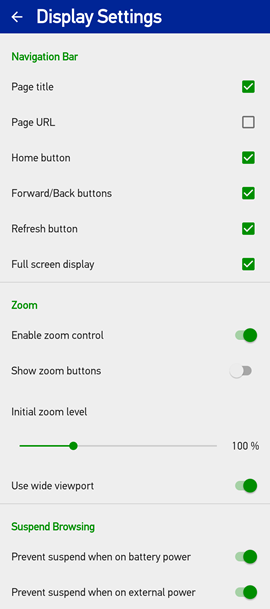 Display Settings
Navigation Bar
Page title
Page URL
Home button
Forward/Back buttons
Refresh button
Full screen display
Zoom
Enable zoom control
Show zoom buttons
Initial zoom level
100 %
Use wide viewport
Suspend Browsing
Prevent suspend when on battery power
Prevent suspend when on external power